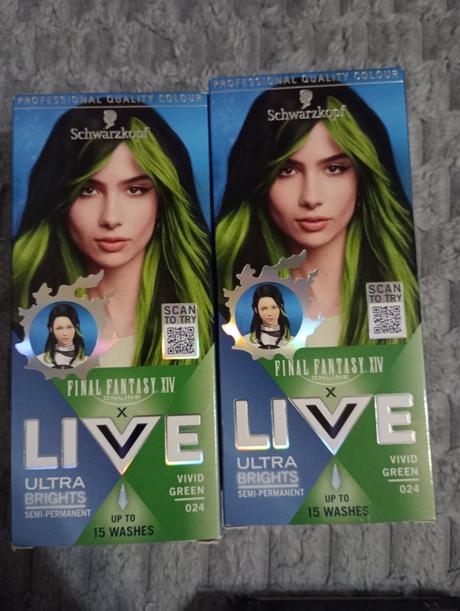 PROFESSIONAL QUALITY COLOUR
Schwarzkopf
SCAN
TO TRY
FINAL FANTASY XIV
ONLINE
X
LIVE
ULTRA
BRIGHTS
SEMI-PERMANENT
VIVID
GREEN
024
UP TO
15 WASHES
PROFESSIONAL QUALITY COLOUR
Schwarzkopf
SCAN
TO TRY
FINAL FANTASY XIV
ONLINE
X
LIVE
ULTRA
BRIGHTS
SEMI-PERMANENT
VIVID
GREEN
024
UP TO
15 WASHES